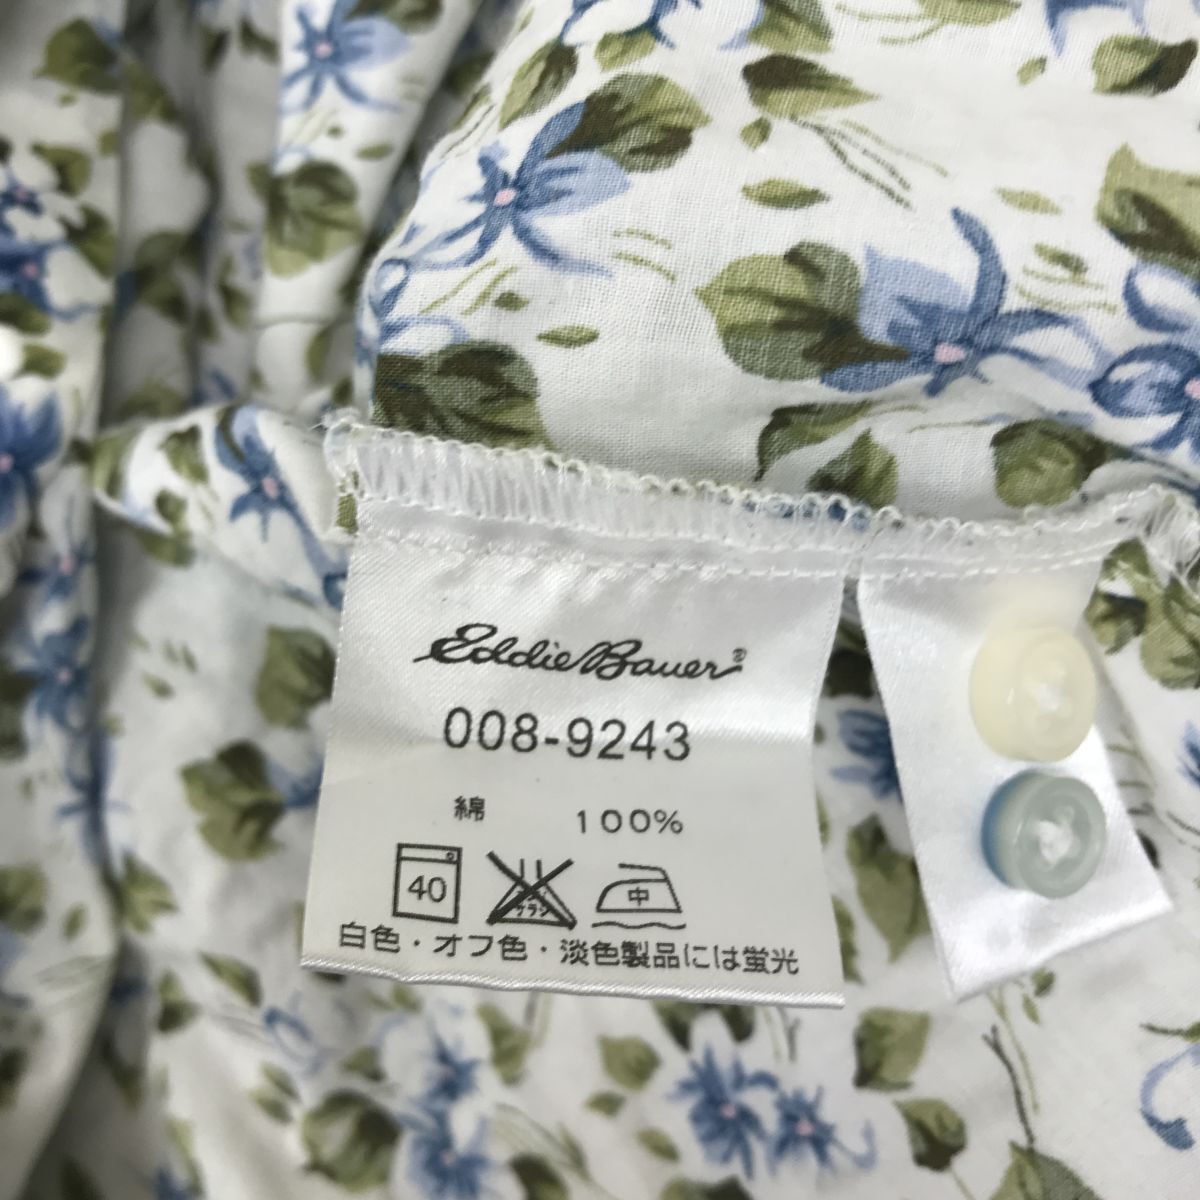 Eddie Bauer®
008-9243
綿 100%
40 中
白色・オフ色・淡色製品には蛍光